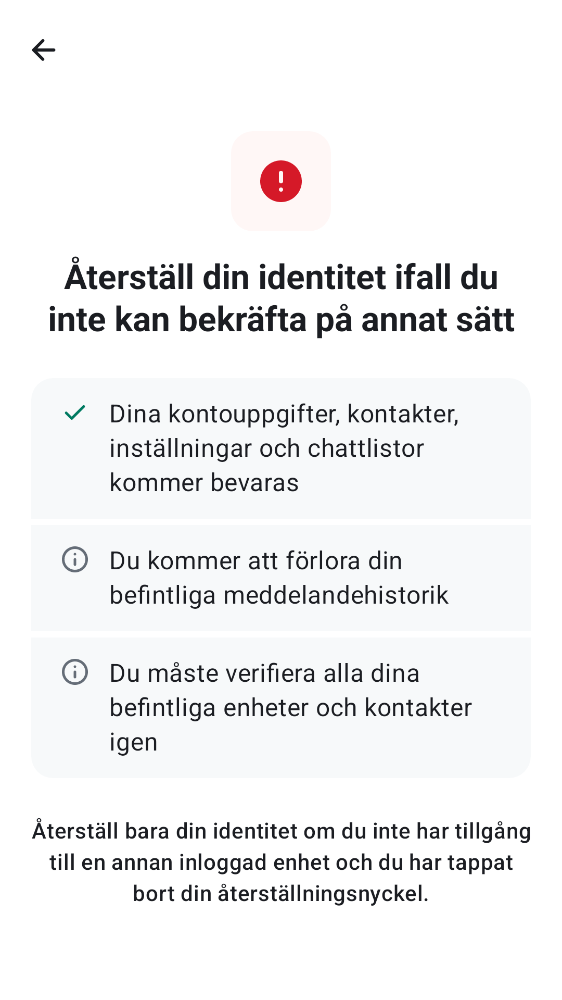 Återställ din identitet ifall du
inte kan bekräfta på annat sätt
Dina kontouppgifter, kontakter,
inställningar och chattlistor
kommer bevaras
Du kommer att förlora din
befintliga meddelandehistorik
Du måste verifiera alla dina
befintliga enheter och kontakter
igen
Återställ bara din identitet om du inte har tillgång
till en annan inloggad enhet och du har tappat
bort din återställningsnyckel.